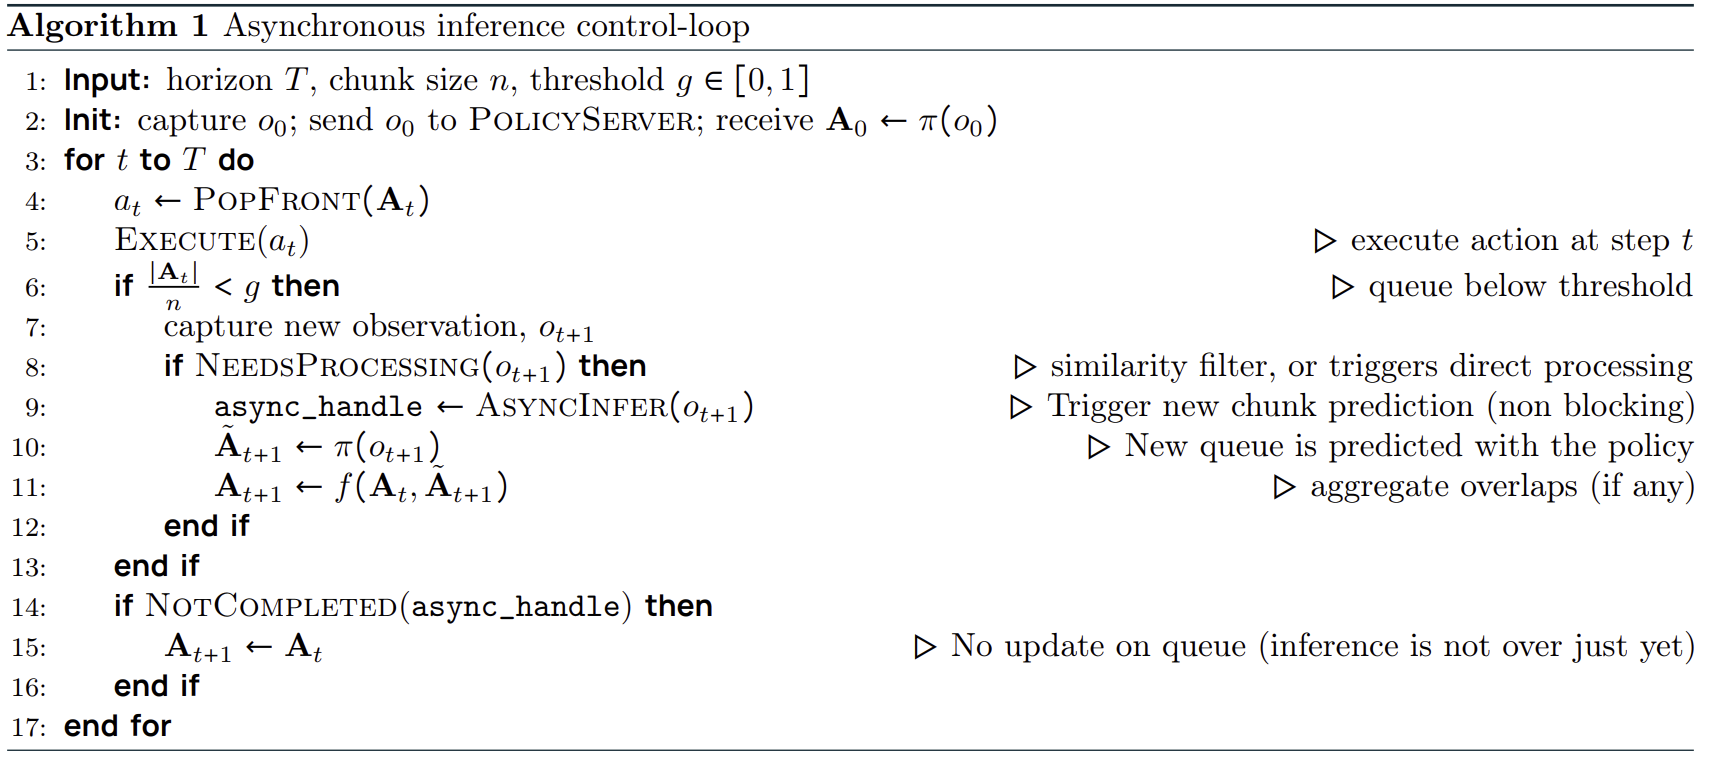 Algorithm 1 Asynchronous inference control-loop
1: Input: horizon T, chunk size n, threshold g ∈ [0, 1]
2: Init: capture o₀; send o₀ to PolicyServer; receive A₀ ← π(o₀)
3: for t to T do
4: aₜ ← PopFront(Aₜ)
5: Execute(aₜ) ▷ execute action at step t
6: if |Aₜ|/n < g then ▷ queue below threshold
7: capture new observation, oₜ₊₁
8: if NeedsProcessing(oₜ₊₁) then ▷ similarity filter, or triggers direct processing
9: async_handle ← AsyncInfer(oₜ₊₁) ▷ Trigger new chunk prediction (non blocking)
10: Ãₜ₊₁ ← π(oₜ₊₁) ▷ New queue is predicted with the policy
11: Aₜ₊₁ ← f(Aₜ, Ãₜ₊₁) ▷ aggregate overlaps (if any)
12: end if
13: end if
14: if NotCompleted(async_handle) then
15: Aₜ₊₁ ← Aₜ ▷ No update on queue (inference is not over just yet)
16: end if
17: end for